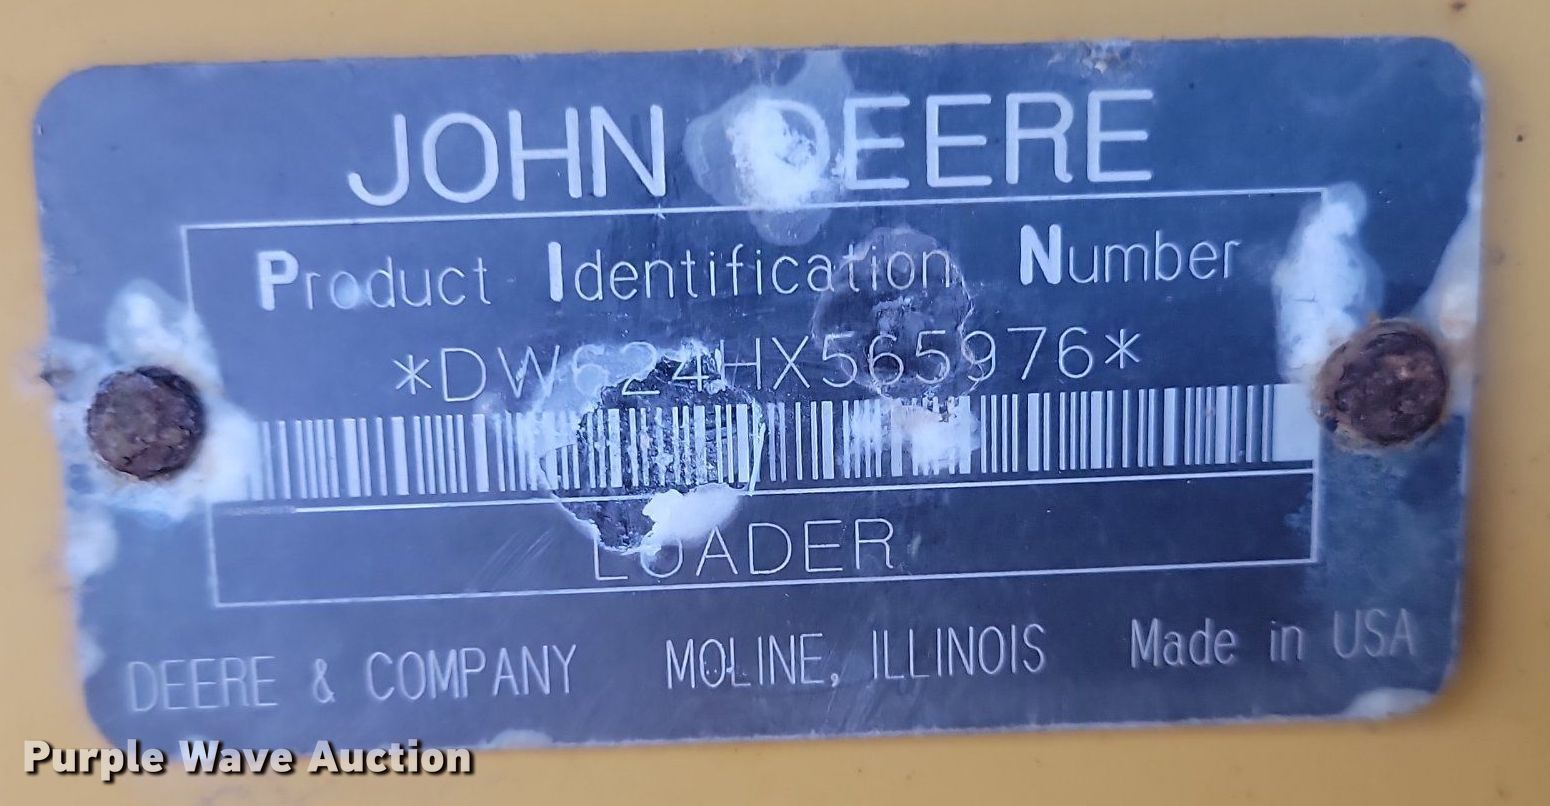 JOHN DEERE
Product Identification Number
*DW624HX565976*
LOADER
DEERE & COMPANY MOLINE, ILLINOIS Made in USA
Purple Wave Auction